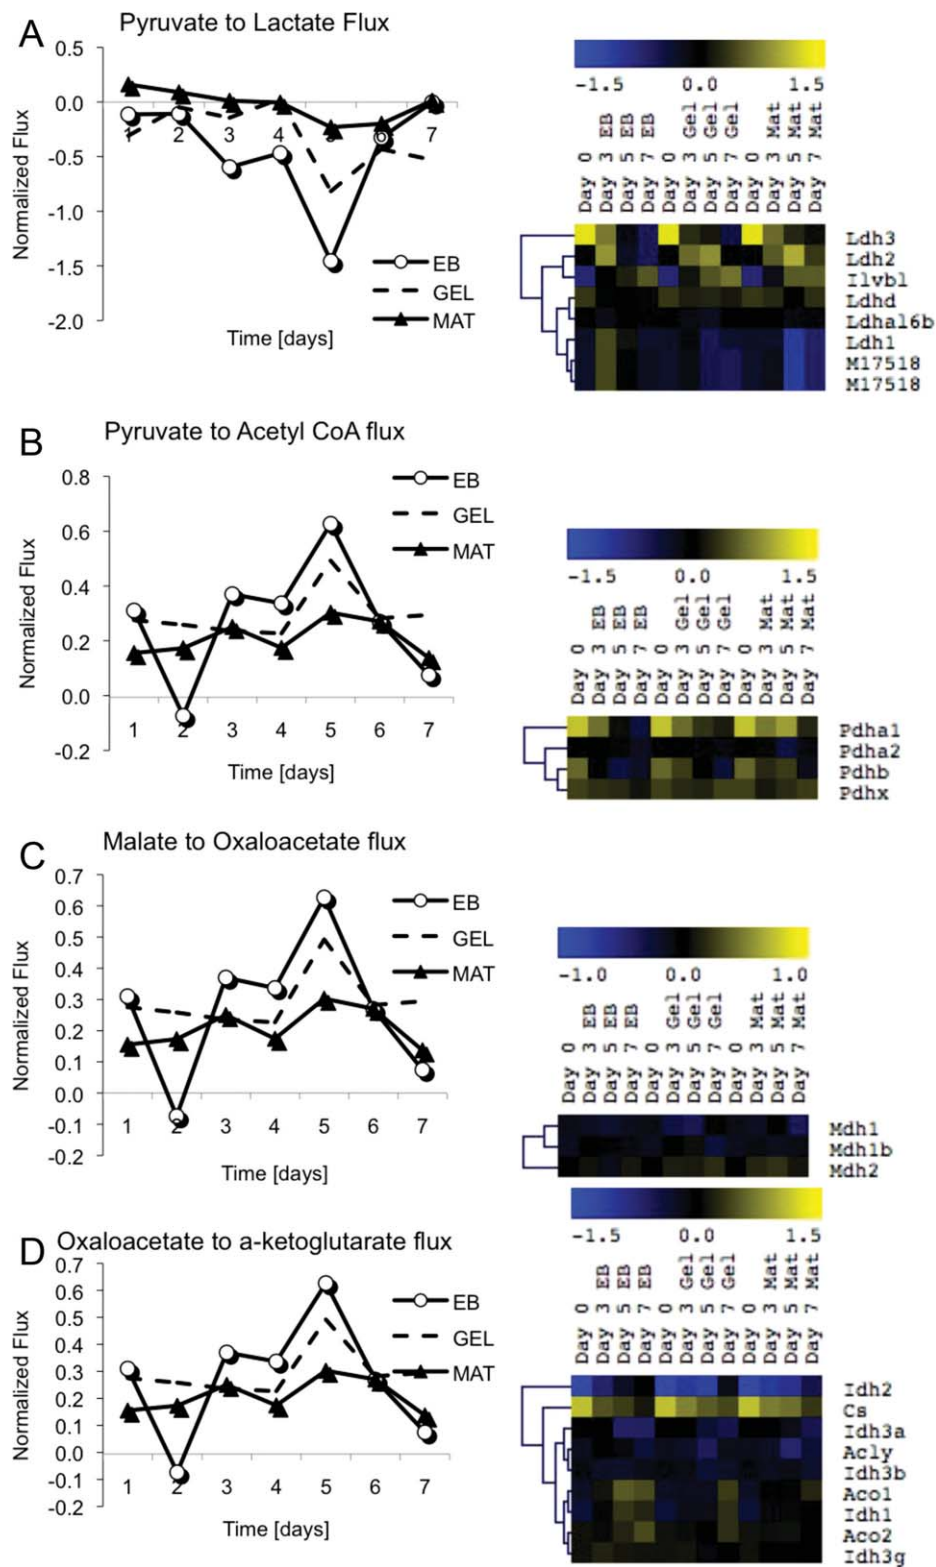 A
Pyruvate to Lactate Flux
0.5
0.0
-0.5
-1.0
-1.5
-2.0
Normalized Flux
1 2 3 4 5 6 7
Time [days]
EB
GEL
MAT
-1.5 0.0 1.5
Day 0
Day 3 EB
Day 5 EB
Day 7 EB
Day 0
Day 3 Gel
Day 5 Gel
Day 7 Gel
Day 0
Day 3 Mat
Day 5 Mat
Day 7 Mat
Ldh3
Ldh2
Ilvbl
Ldhd
Ldhal6b
Ldh1
M17518
M17518
B
Pyruvate to Acetyl CoA flux
0.8
0.6
0.4
0.2
0.0
-0.2
Normalized Flux
1 2 3 4 5 6 7
Time [days]
EB
GEL
MAT
-1.5 0.0 1.5
Day 0
Day 3 EB
Day 5 EB
Day 7 EB
Day 0
Day 3 Gel
Day 5 Gel
Day 7 Gel
Day 0
Day 3 Mat
Day 5 Mat
Day 7 Mat
Pdha1
Pdha2
Pdhb
Pdhx
C
Malate to Oxaloacetate flux
0.7
0.6
0.5
0.4
0.3
0.2
0.1
0.0
-0.1
-0.2
Normalized Flux
1 2 3 4 5 6 7
Time [days]
EB
GEL
MAT
-1.0 0.0 1.0
Day 0
Day 3 EB
Day 5 EB
Day 7 EB
Day 0
Day 3 Gel
Day 5 Gel
Day 7 Gel
Day 0
Day 3 Mat
Day 5 Mat
Day 7 Mat
Mdh1
Mdh1b
Mdh2
D
Oxaloacetate to a-ketoglutarate flux
0.7
0.6
0.5
0.4
0.3
0.2
0.1
0.0
-0.1
-0.2
Normalized Flux
1 2 3 4 5 6 7
Time [days]
EB
GEL
MAT
-1.5 0.0 1.5
Day 0
Day 3 EB
Day 5 EB
Day 7 EB
Day 0
Day 3 Gel
Day 5 Gel
Day 7 Gel
Day 0
Day 3 Mat
Day 5 Mat
Day 7 Mat
Idh2
Cs
Idh3a
Acly
Idh3b
Aco1
Idh1
Aco2
Idh3g